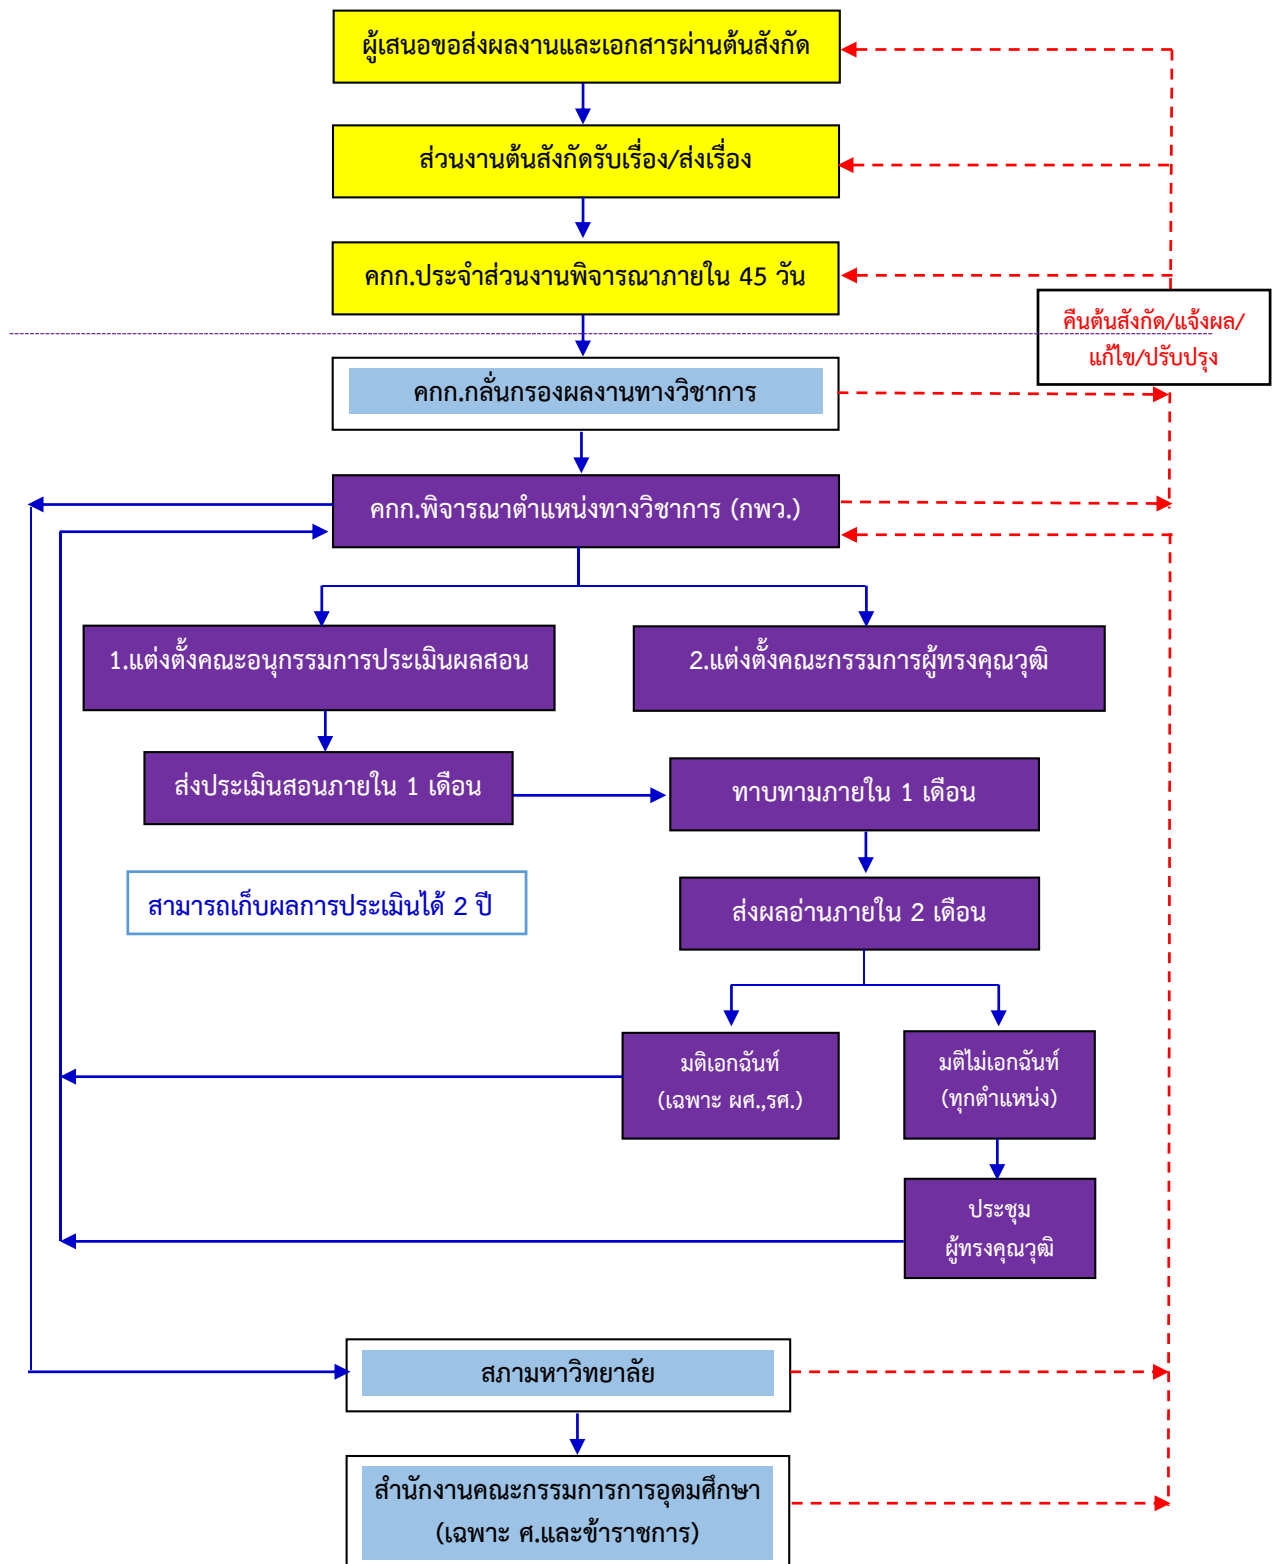 ผู้เสนอขอส่งผลงานและเอกสารผ่านต้นสังกัด
ส่วนงานต้นสังกัดรับเรื่อง/ส่งเรื่อง
คกก.ประจำส่วนงานพิจารณาภายใน 45 วัน
คืนต้นสังกัด/แจ้งผล/
แก้ไข/ปรับปรุง
คกก.กลั่นกรองผลงานทางวิชาการ
คกก.พิจารณาตำแหน่งทางวิชาการ (กพว.)
1.แต่งตั้งคณะอนุกรรมการประเมินผลสอน
2.แต่งตั้งคณะกรรมการผู้ทรงคุณวุฒิ
ส่งประเมินสอนภายใน 1 เดือน
ทาบทามภายใน 1 เดือน
สามารถเก็บผลการประเมินได้ 2 ปี
ส่งผลอ่านภายใน 2 เดือน
มติเอกฉันท์
(เฉพาะ ผศ.,รศ.)
มติไม่เอกฉันท์
(ทุกตำแหน่ง)
ประชุม
ผู้ทรงคุณวุฒิ
สภามหาวิทยาลัย
สำนักงานคณะกรรมการการอุดมศึกษา
(เฉพาะ ศ.และข้าราชการ)